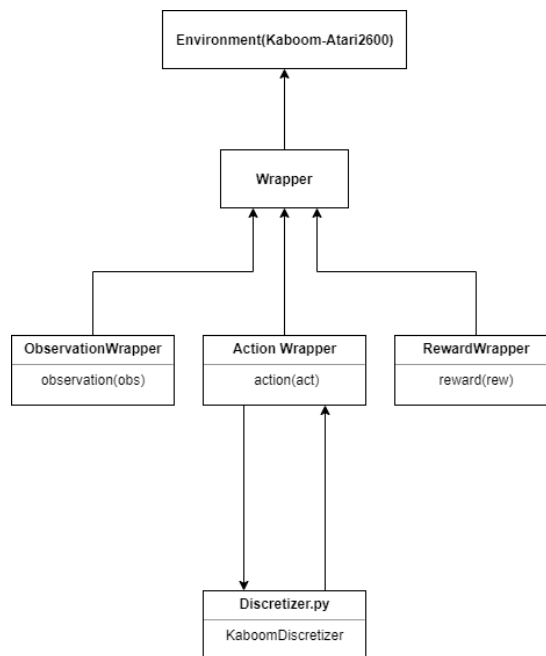 Environment(Kaboom-Atari2600)
Wrapper
ObservationWrapper
observation(obs)
Action Wrapper
action(act)
RewardWrapper
reward(rew)
Discretizer.py
KaboomDiscretizer